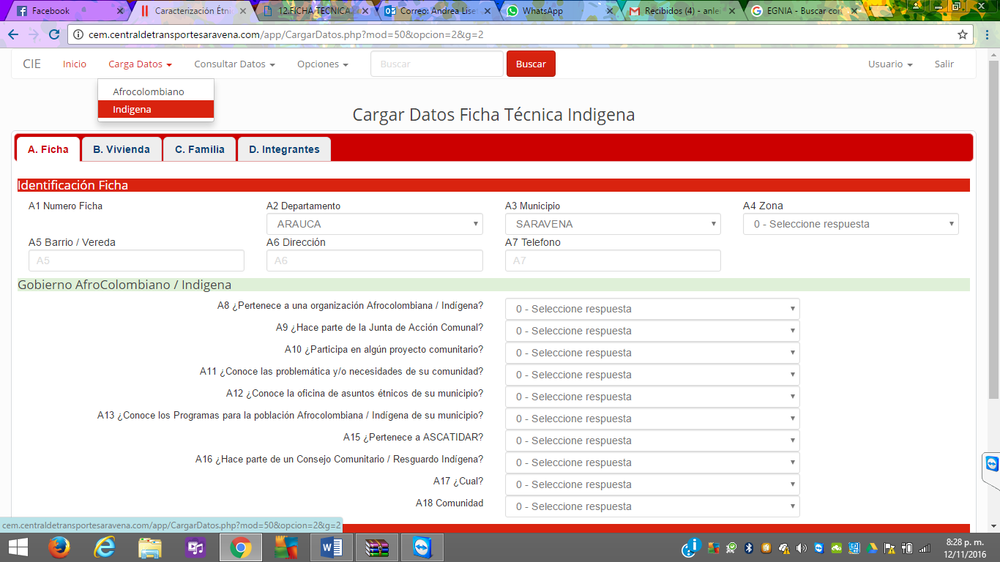 Facebook
Caracterización Étni
12.FICHA TECNICA.
Correo: Andrea Liset
WhatsApp
Recibidos (4) - anle
EGNIA - Buscar con
cem.centraldetransportesaravena.com/app/CargarDatos.php?mod=50&opcion=2&g=2
CIE Inicio Carga Datos Consultar Datos Opciones Buscar Buscar Usuario Salir
Afrocolombiano
Indígena
Cargar Datos Ficha Técnica Indigena
A. Ficha B. Vivienda C. Familia D. Integrantes
Identificación Ficha
A1 Numero Ficha A2 Departamento A3 Municipio A4 Zona
ARAUCA SARAVENA 0 - Seleccione respuesta
A5 Barrio / Vereda A6 Dirección A7 Telefono
A5 A6 A7
Gobierno AfroColombiano / Indigena
A8 ¿Pertenece a una organización Afrocolombiana / Indígena? 0 - Seleccione respuesta
A9 ¿Hace parte de la Junta de Acción Comunal? 0 - Seleccione respuesta
A10 ¿Participa en algún proyecto comunitario? 0 - Seleccione respuesta
A11 ¿Conoce las problemática y/o necesidades de su comunidad? 0 - Seleccione respuesta
A12 ¿Conoce la oficina de asuntos étnicos de su municipio? 0 - Seleccione respuesta
A13 ¿Conoce los Programas para la población Afrocolombiana / Indígena de su municipio? 0 - Seleccione respuesta
A15 ¿Pertenece a ASCATIDAR? 0 - Seleccione respuesta
A16 ¿Hace parte de un Consejo Comunitario / Resguardo Indígena? 0 - Seleccione respuesta
A17 ¿Cual? 0 - Seleccione respuesta
A18 Comunidad 0 - Seleccione respuesta
cem.centraldetransportesaravena.com/app/CargarDatos.php?mod=50&opcion=2&g=2
8:28 p. m.
12/11/2016